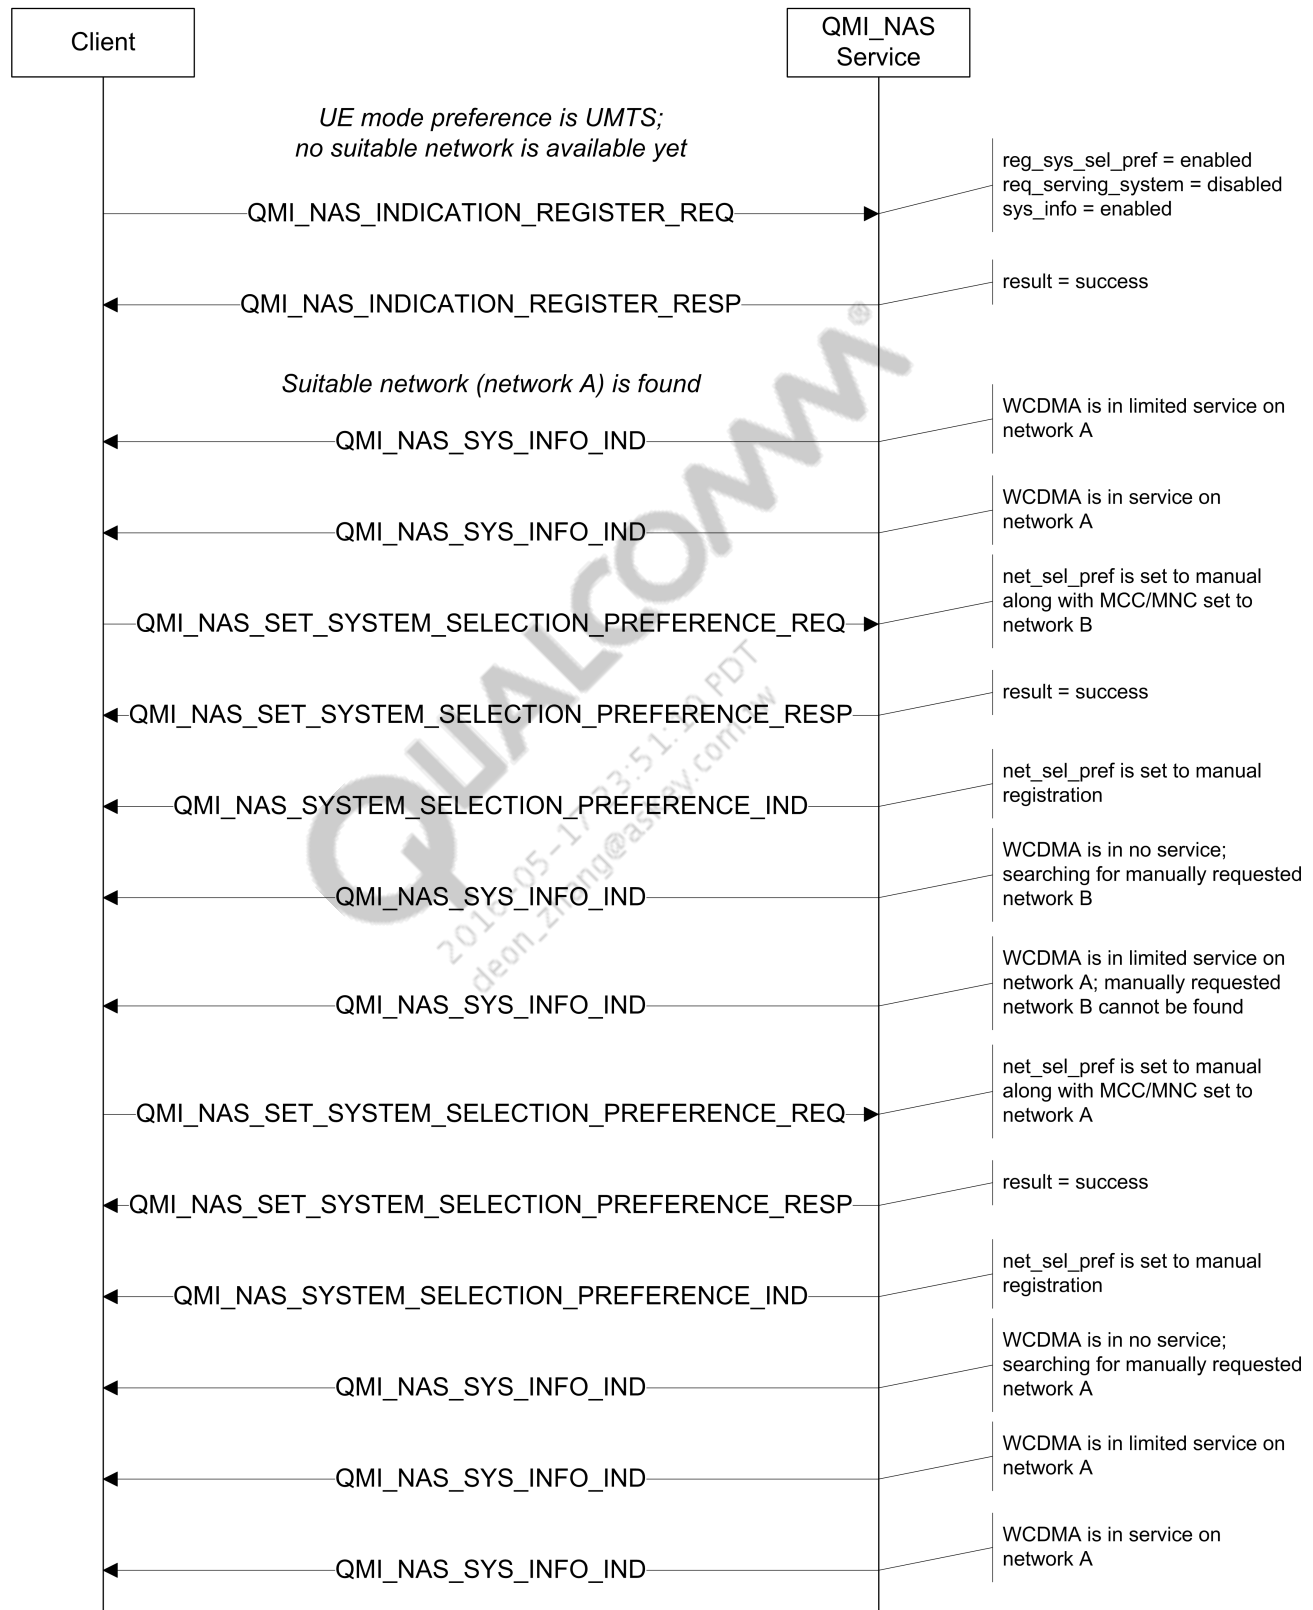 Client
QMI_NAS
Service
UE mode preference is UMTS;
no suitable network is available yet
reg_sys_sel_pref = enabled
req_serving_system = disabled
sys_info = enabled
QMI_NAS_INDICATION_REGISTER_REQ
result = success
QMI_NAS_INDICATION_REGISTER_RESP
Suitable network (network A) is found
WCDMA is in limited service on
network A
QMI_NAS_SYS_INFO_IND
WCDMA is in service on
network A
QMI_NAS_SYS_INFO_IND
net_sel_pref is set to manual
along with MCC/MNC set to
network B
QMI_NAS_SET_SYSTEM_SELECTION_PREFERENCE_REQ
result = success
QMI_NAS_SET_SYSTEM_SELECTION_PREFERENCE_RESP
net_sel_pref is set to manual
registration
QMI_NAS_SYSTEM_SELECTION_PREFERENCE_IND
WCDMA is in no service;
searching for manually requested
network B
QMI_NAS_SYS_INFO_IND
WCDMA is in limited service on
network A; manually requested
network B cannot be found
QMI_NAS_SYS_INFO_IND
net_sel_pref is set to manual
along with MCC/MNC set to
network A
QMI_NAS_SET_SYSTEM_SELECTION_PREFERENCE_REQ
result = success
QMI_NAS_SET_SYSTEM_SELECTION_PREFERENCE_RESP
net_sel_pref is set to manual
registration
QMI_NAS_SYSTEM_SELECTION_PREFERENCE_IND
WCDMA is in no service;
searching for manually requested
network A
QMI_NAS_SYS_INFO_IND
WCDMA is in limited service on
network A
QMI_NAS_SYS_INFO_IND
WCDMA is in service on
network A
QMI_NAS_SYS_INFO_IND
QUALCOMM®
PDT